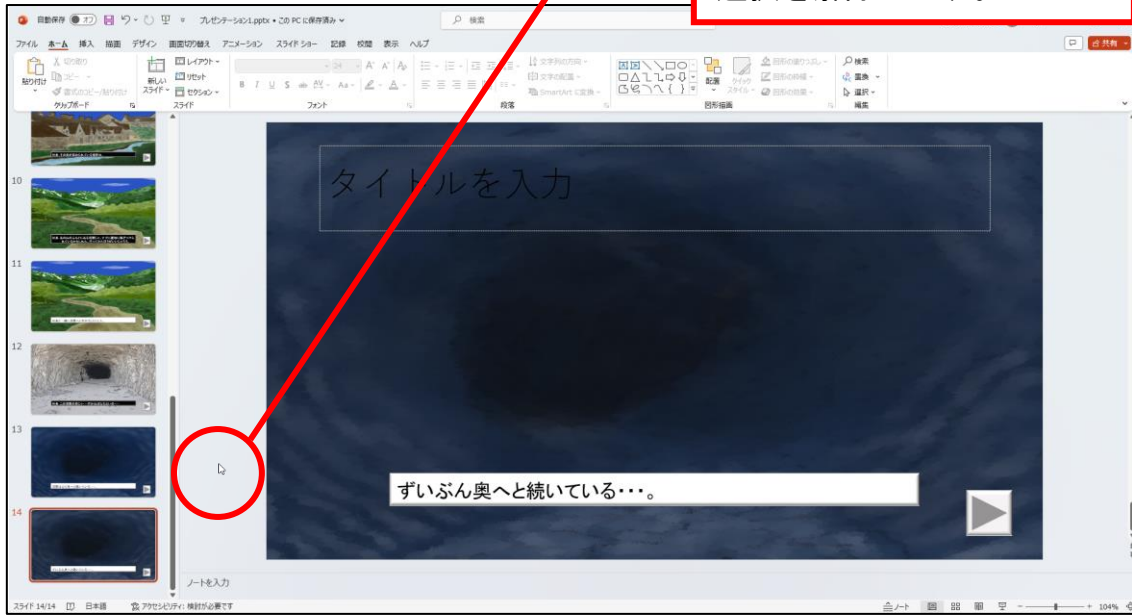 自動保存 オフ プレゼンテーション1.pptx • この PC に保存済み 検索
ファイル ホーム 挿入 描画 デザイン 画面切り替え アニメーション スライド ショー 記録 校閲 表示 ヘルプ 共有
切り取り
コピー
書式のコピー/貼り付け
貼り付け
クリップボード
新しい
スライド
レイアウト
リセット
セクション
スライド
24
B I U S ab AV Aa
フォント
文字列の方向
文字の配置
SmartArt に変換
段落
配置
クイック
スタイル
図形の塗りつぶし
図形の枠線
図形の効果
図形描画
検索
置換
選択
編集
10
11
12
13
14
タイトルを入力
ずいぶん奥へと続いている・・・。
ノートを入力
スライド 14/14 日本語 アクセシビリティ: 検討が必要です ノート 104%